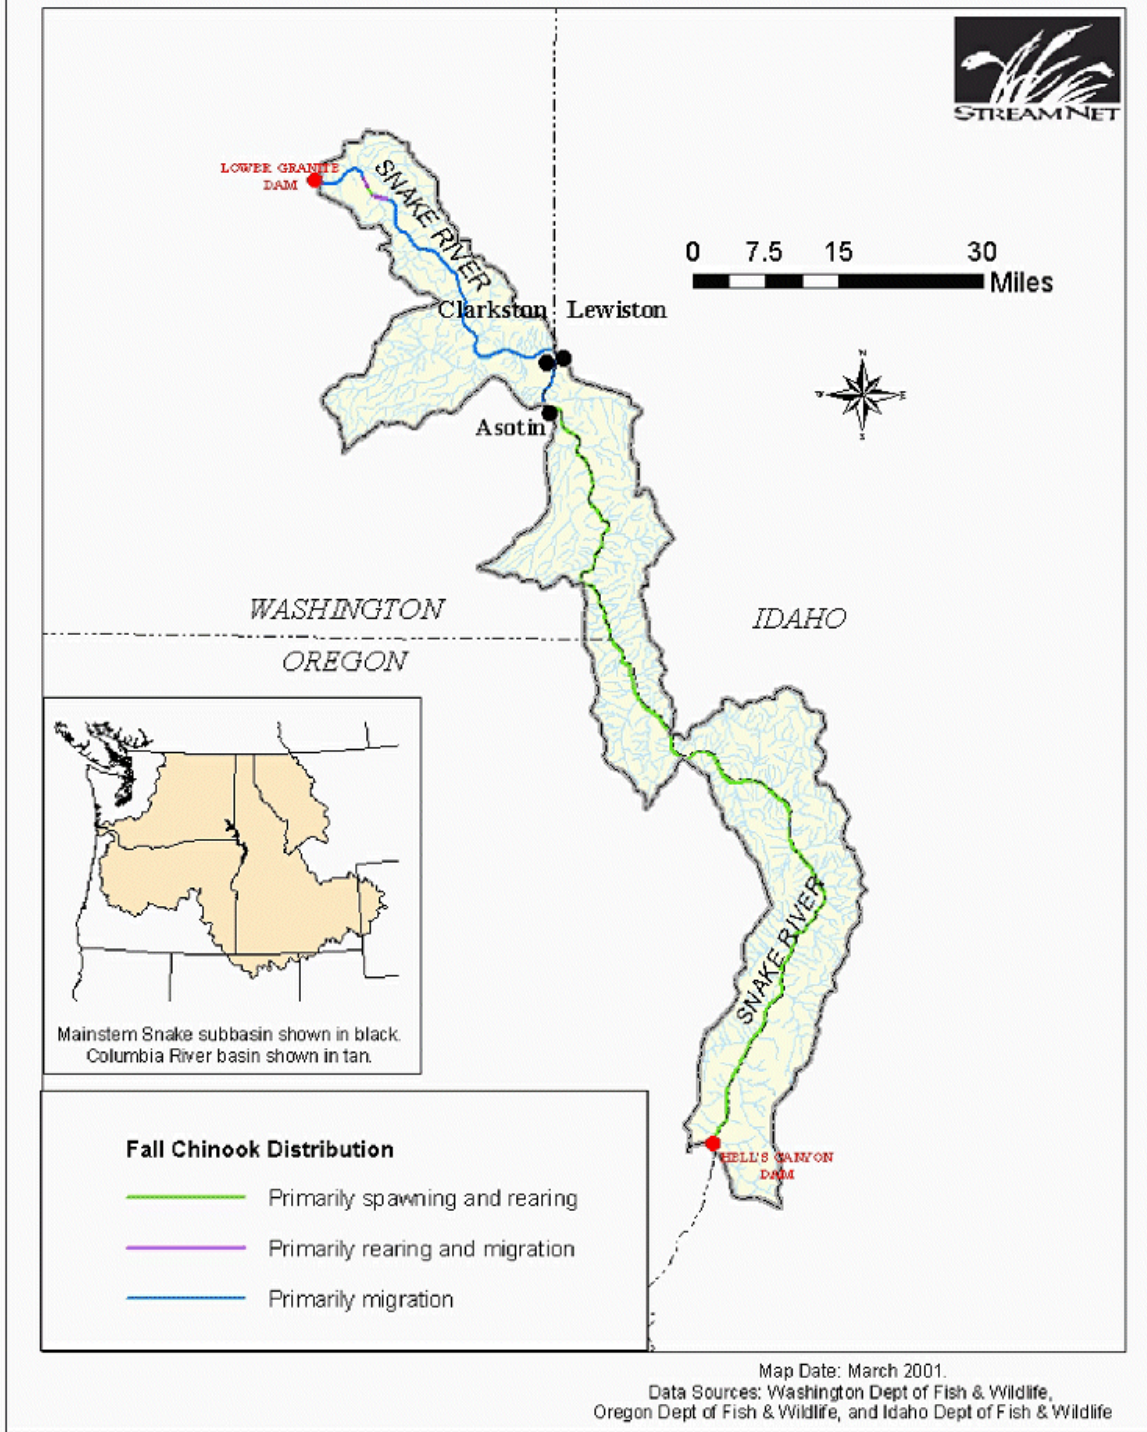 STREAMNET
LOWER GRANITE
DAM
SNAKE RIVER
0 7.5 15 30
Miles
Clarkston
Lewiston
N
W E
S
Asotin
WASHINGTON
IDAHO
OREGON
SNAKE RIVER
Mainstem Snake subbasin shown in black.
Columbia River basin shown in tan.
HELL'S CANYON
DAM
Fall Chinook Distribution
Primarily spawning and rearing
Primarily rearing and migration
Primarily migration
Map Date: March 2001.
Data Sources: Washington Dept of Fish & Wildlife,
Oregon Dept of Fish & Wildlife, and Idaho Dept of Fish & Wildlife